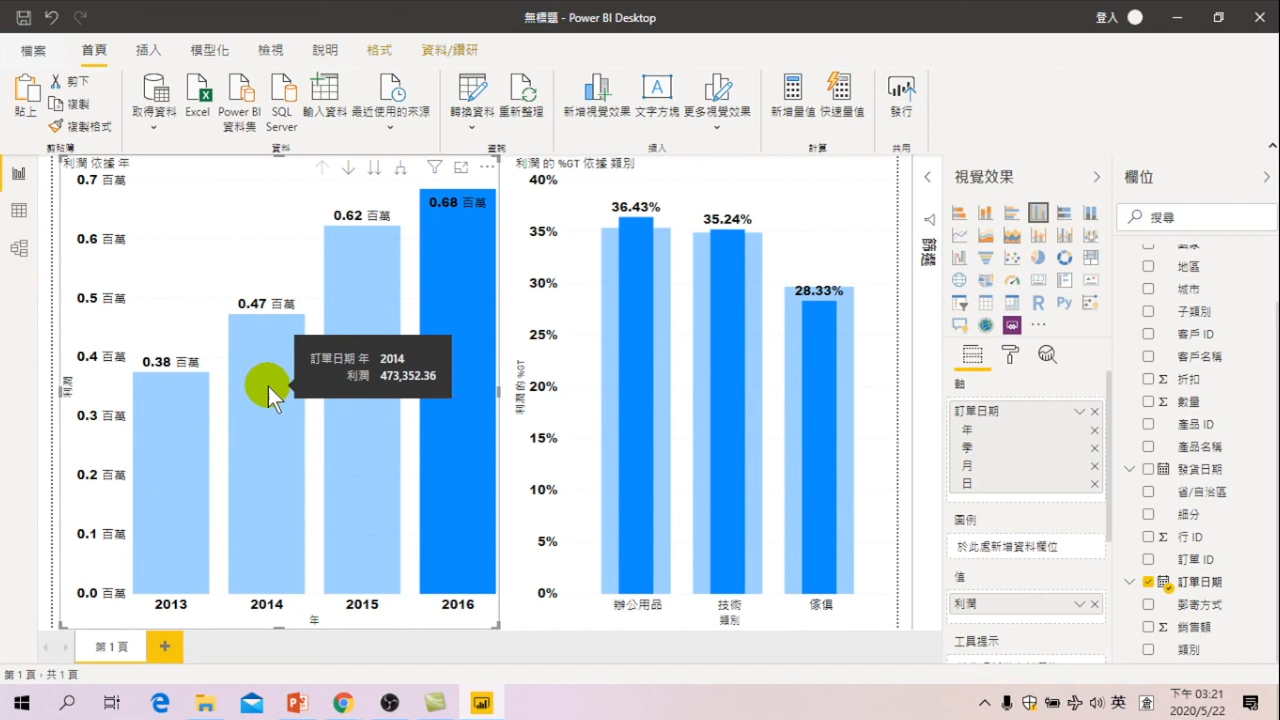 無標題 - Power BI Desktop
登入
檔案 首頁 插入 模型化 檢視 說明 格式 資料/鑽研
貼上
剪下
複製
複製格式
剪貼簿
取得資料
Excel
Power BI
資料集
SQL
Server
輸入資料
最近使用的來源
資料
轉換資料
重新整理
查詢
新增視覺效果
文字方塊
更多視覺效果
插入
新增量值
快速量值
計算
發行
共用
利潤 依據 年
0.7 百萬
0.6 百萬
0.5 百萬
0.4 百萬
0.3 百萬
0.2 百萬
0.1 百萬
0.0 百萬
利潤
0.38 百萬
0.47 百萬
0.62 百萬
0.68 百萬
訂單日期 年 2014
利潤 473,352.36
2013 2014 2015 2016
年
利潤 的 %GT 依據 類別
40%
35%
30%
25%
20%
15%
10%
5%
0%
利潤 的 %GT
36.43%
35.24%
28.33%
辦公用品 技術 傢俱
類別
篩選
視覺效果
R
Py
軸
訂單日期
年
季
月
日
圖例
於此處新增資料欄位
值
利潤
工具提示
欄位
搜尋
國家
地區
城市
子類別
客戶 ID
客戶名稱
Σ 折扣
Σ 數量
產品 ID
產品名稱
發貨日期
省/自治區
細分
Σ 行 ID
訂單 ID
訂單日期
郵寄方式
Σ 銷售額
類別
第 1 頁
第 1 頁，共 1 頁
英
倉
下午 03:21
2020/5/22